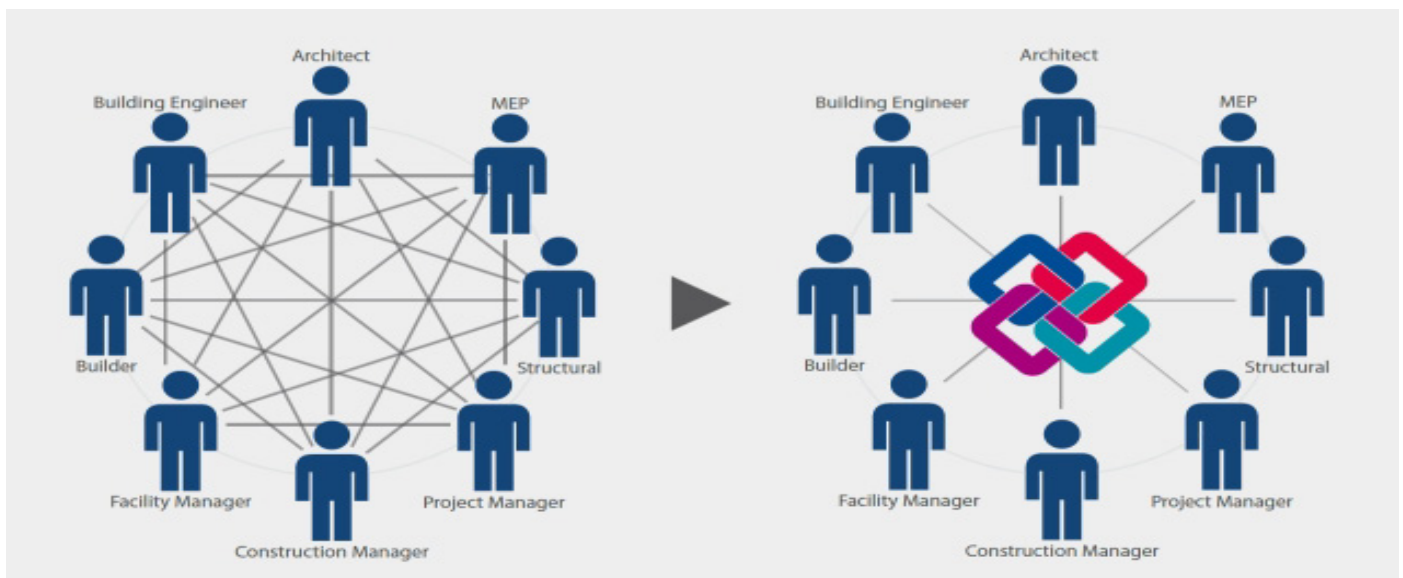 Architect
Building Engineer
MEP
Builder
Structural
Facility Manager
Project Manager
Construction Manager
Architect
Building Engineer
MEP
Builder
Structural
Facility Manager
Project Manager
Construction Manager